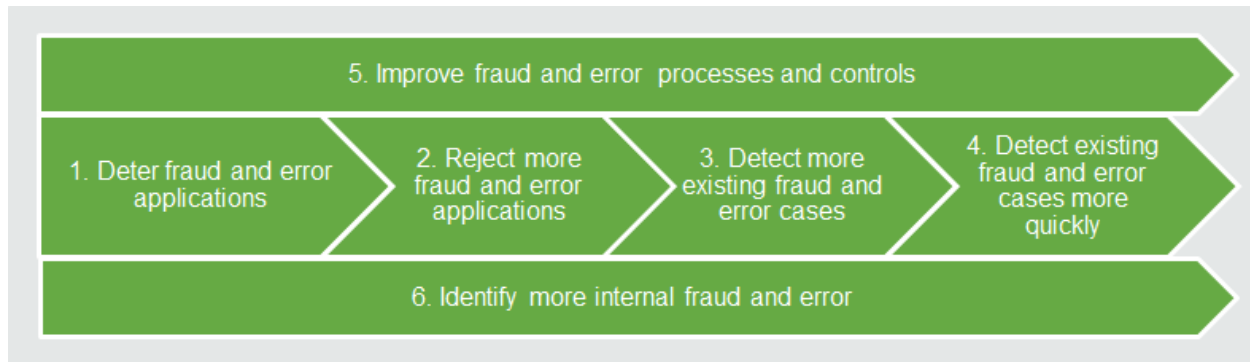 5. Improve fraud and error processes and controls
1. Deter fraud and error
applications
2. Reject more
fraud and error
applications
3. Detect more
existing fraud and
error cases
4. Detect existing
fraud and error
cases more
quickly
6. Identify more internal fraud and error